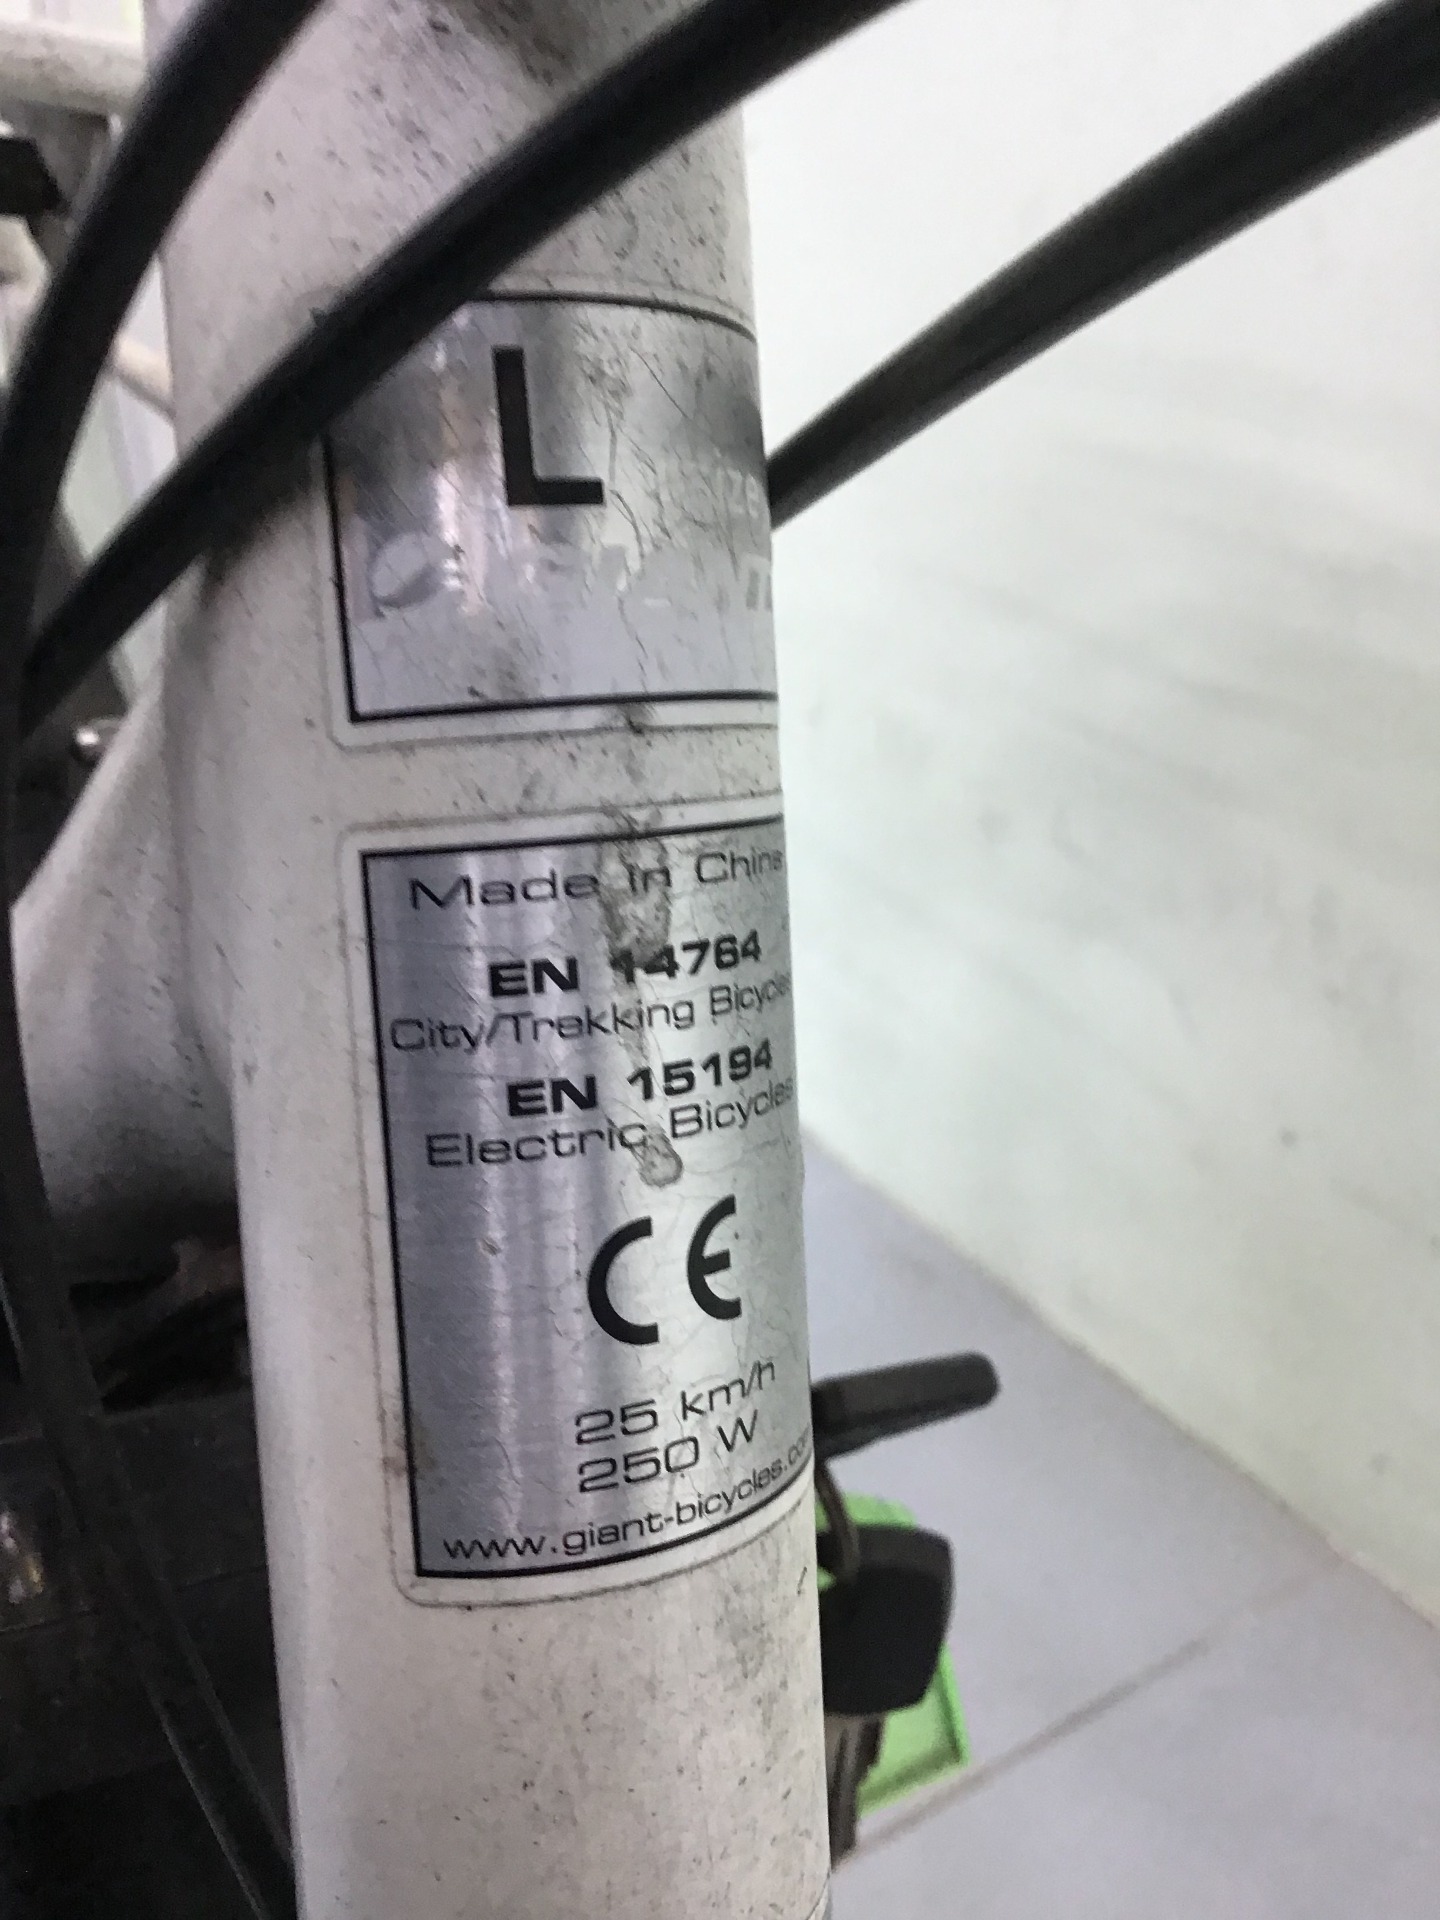 L
Made in China
EN 14764
City/Trekking Bicycles
EN 15194
Electric Bicycles
CE
25 km/h
250 W
www.giant-bicycles.com